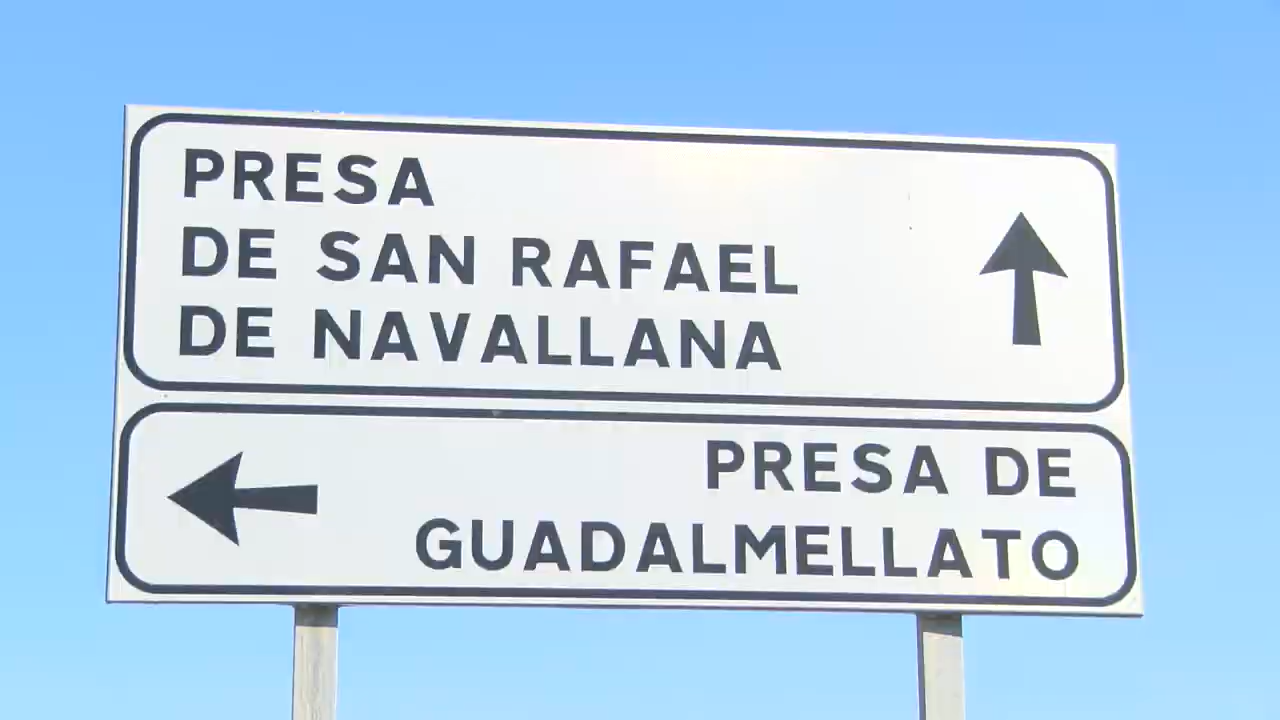 PRESA
DE SAN RAFAEL
DE NAVALLANA
PRESA DE
GUADALMELLATO